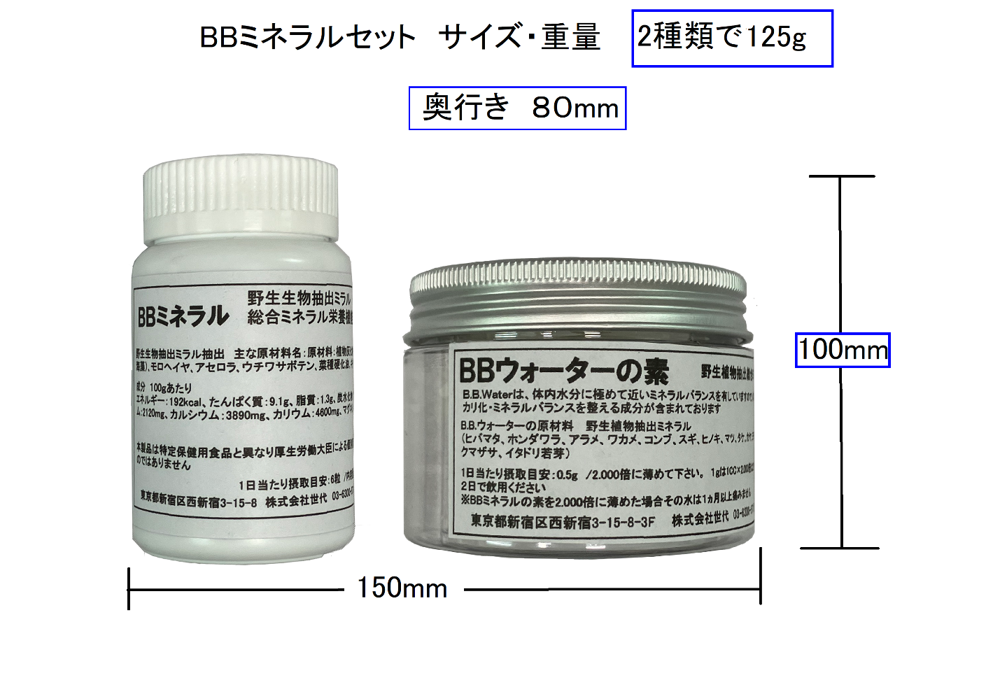 BBミネラルセット　サイズ・重量　2種類で125g
奥行き　80mm
BBミネラル
野生生物抽出ミラル
総合ミネラル栄養機
野生生物抽出ミラル抽出　主な原材料名:原材料:植物灰
海藻)、モロヘイヤ、アセロラ、ウチワサボテン、菜種硬化油、
成分 100gあたり
エネルギー:192kcal、たんぱく質:9.1g、脂質:1.3g、炭水化
ム:2120mg、カルシウム:3890mg、カリウム:4600mg、マグネ
本製品は特定保健用食品と異なり厚生労働大臣による個別
のではありません
1日当たり摂取目安:6粒 /内
東京都新宿区西新宿3-15-8 株式会社世代 03-6300-
BBウォーターの素
野生植物抽出
B.B.Waterは、体内水分に極めて近いミネラルバランスを有していますので、
カリ化・ミネラルバランスを整える成分が含まれております
B.B.ウォーターの原材料　野生植物抽出ミネラル
(ヒバマタ、ホンダワラ、アラメ、ワカメ、コンブ、スギ、ヒノキ、マツ、タケ、カヤ、
クマザサ、イタドリ若芽)
1日当たり摂取目安:0.5g /2.000倍に薄めて下さい。 1gは1CC×2.000倍
2日で飲用ください
※BBミネラルの素を2.000倍に薄めた場合その水は1ヵ月以上痛みません
東京都新宿区西新宿3-15-8-3F　株式会社世代 03-6300-
100mm
150mm